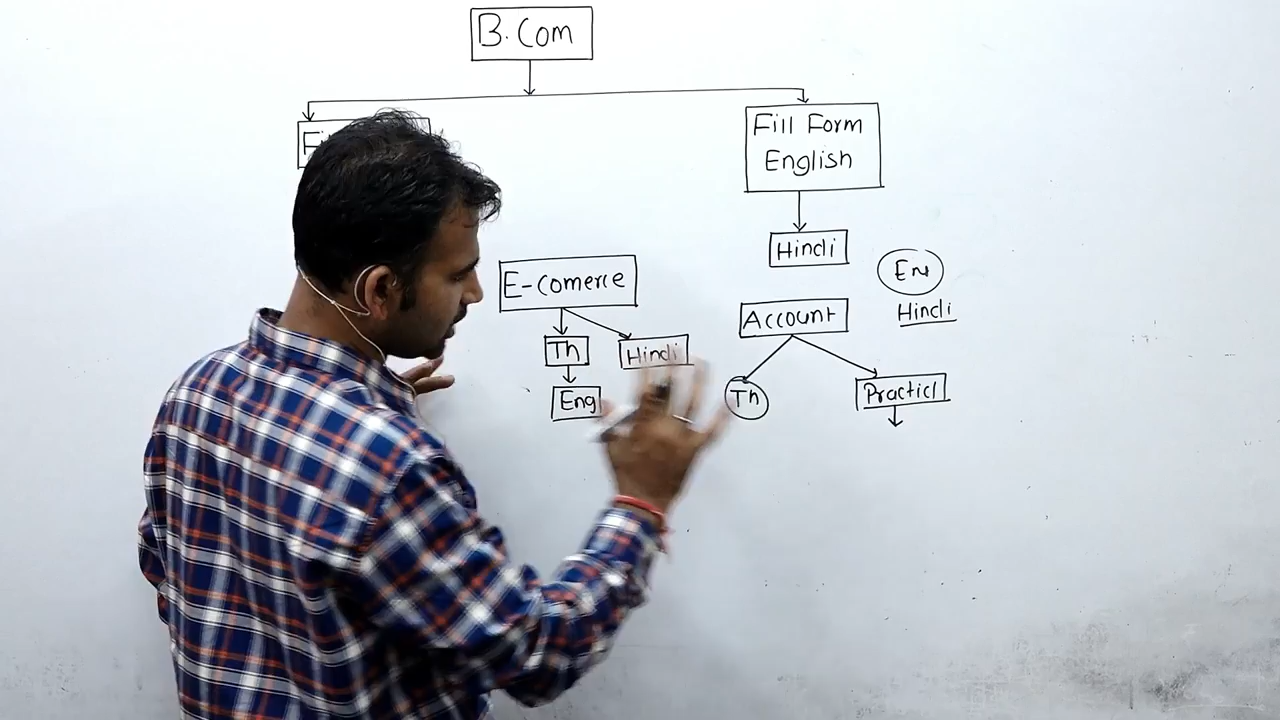 B. Com
Fill Form
English
Hindi
En
Hindi
E-comerce
Th
Hindi
Eng
Account
Th
Practicl